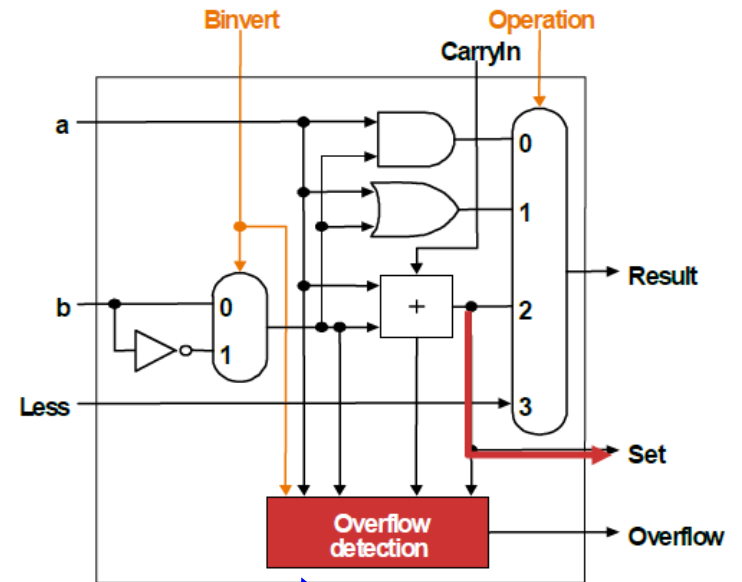 Binvert
Operation
CarryIn
a
0
1
Result
+
2
b
0
1
Less
3
Set
Overflow
detection
Overflow